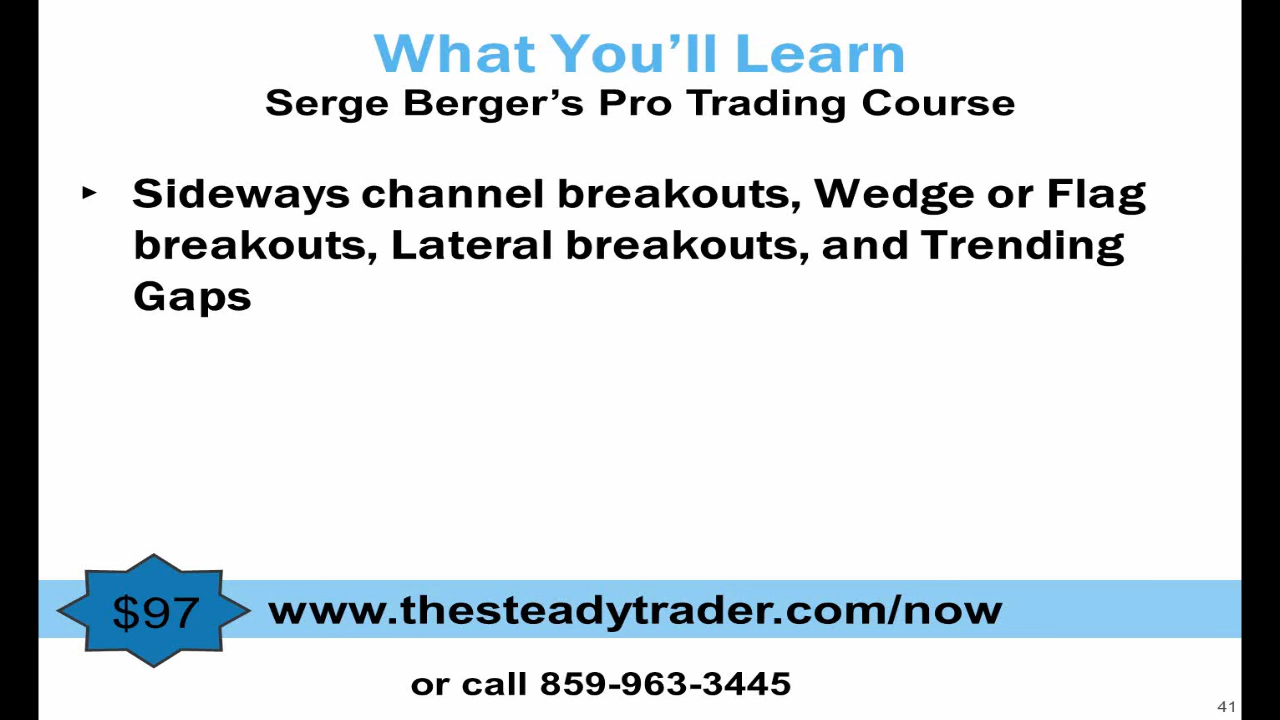 What You’ll Learn
Serge Berger’s Pro Trading Course
▸ Sideways channel breakouts, Wedge or Flag
breakouts, Lateral breakouts, and Trending
Gaps
$97
www.thesteadytrader.com/now
or call 859-963-3445
41